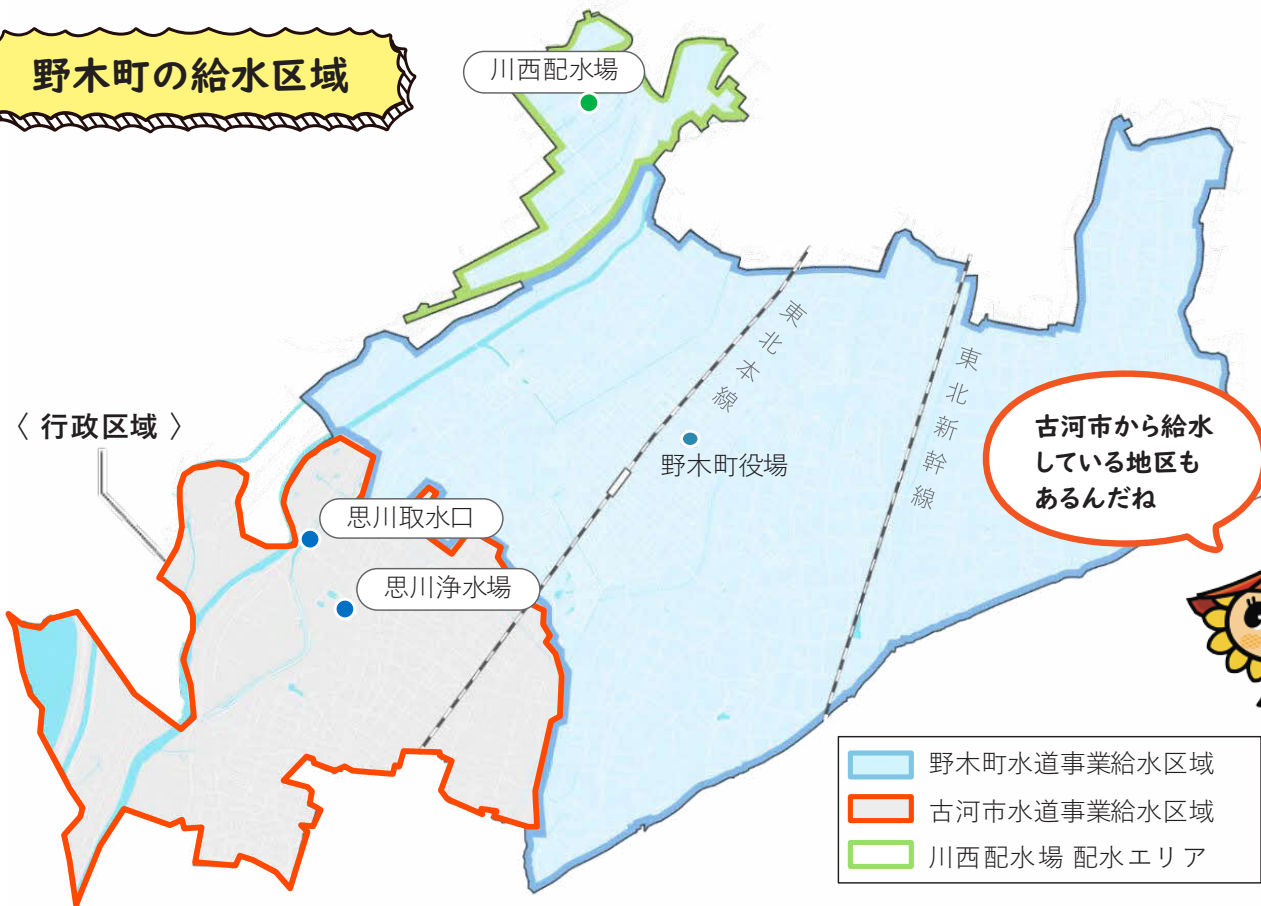 野木町の給水区域
川西配水場
東北本線
東北新幹線
〈 行政区域 〉
野木町役場
古河市から給水
している地区も
あるんだね
思川取水口
思川浄水場
野木町水道事業給水区域
古河市水道事業給水区域
川西配水場 配水エリア